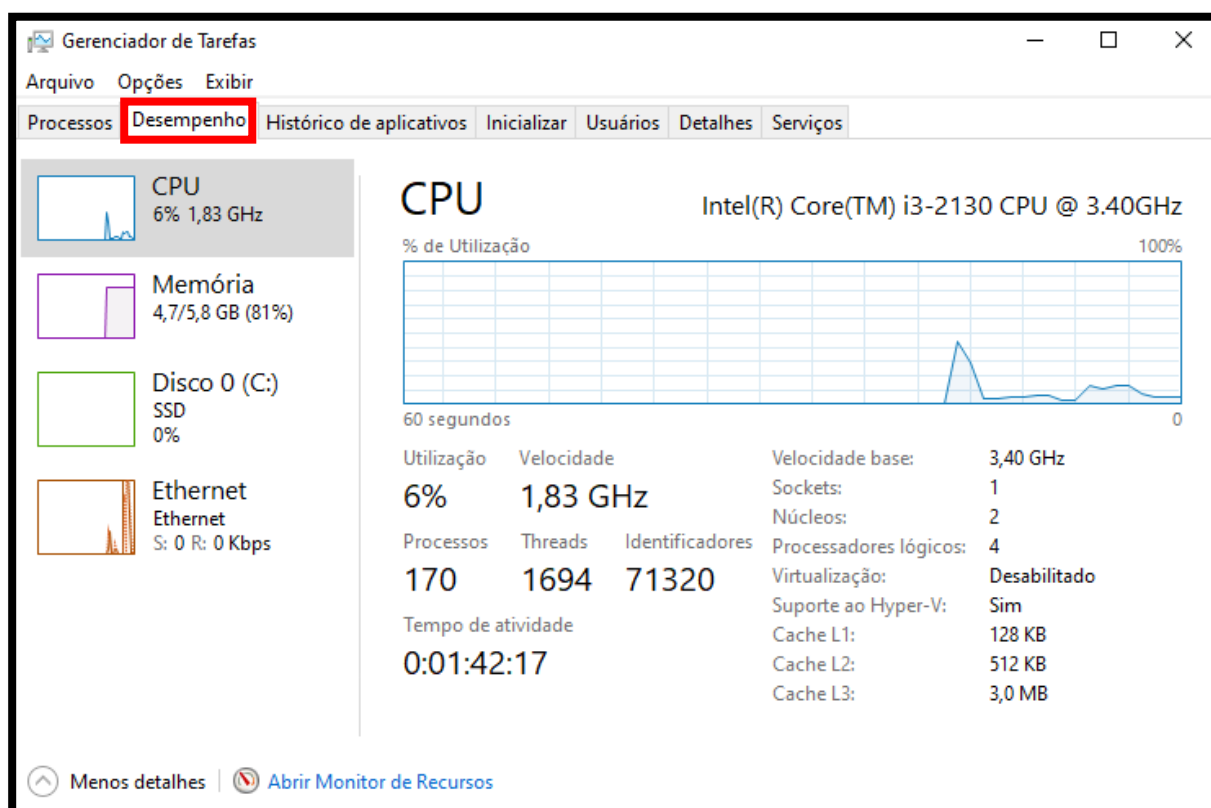 Gerenciador de Tarefas
Arquivo Opções Exibir
Processos Desempenho Histórico de aplicativos Inicializar Usuários Detalhes Serviços
CPU
6% 1,83 GHz
Memória
4,7/5,8 GB (81%)
Disco 0 (C:)
SSD
0%
Ethernet
Ethernet
S: 0 R: 0 Kbps
CPU Intel(R) Core(TM) i3-2130 CPU @ 3.40GHz
% de Utilização 100%
60 segundos 0
Utilização Velocidade
6% 1,83 GHz
Processos Threads Identificadores
170 1694 71320
Tempo de atividade
0:01:42:17
Velocidade base: 3,40 GHz
Sockets: 1
Núcleos: 2
Processadores lógicos: 4
Virtualização: Desabilitado
Suporte ao Hyper-V: Sim
Cache L1: 128 KB
Cache L2: 512 KB
Cache L3: 3,0 MB
Menos detalhes Abrir Monitor de Recursos